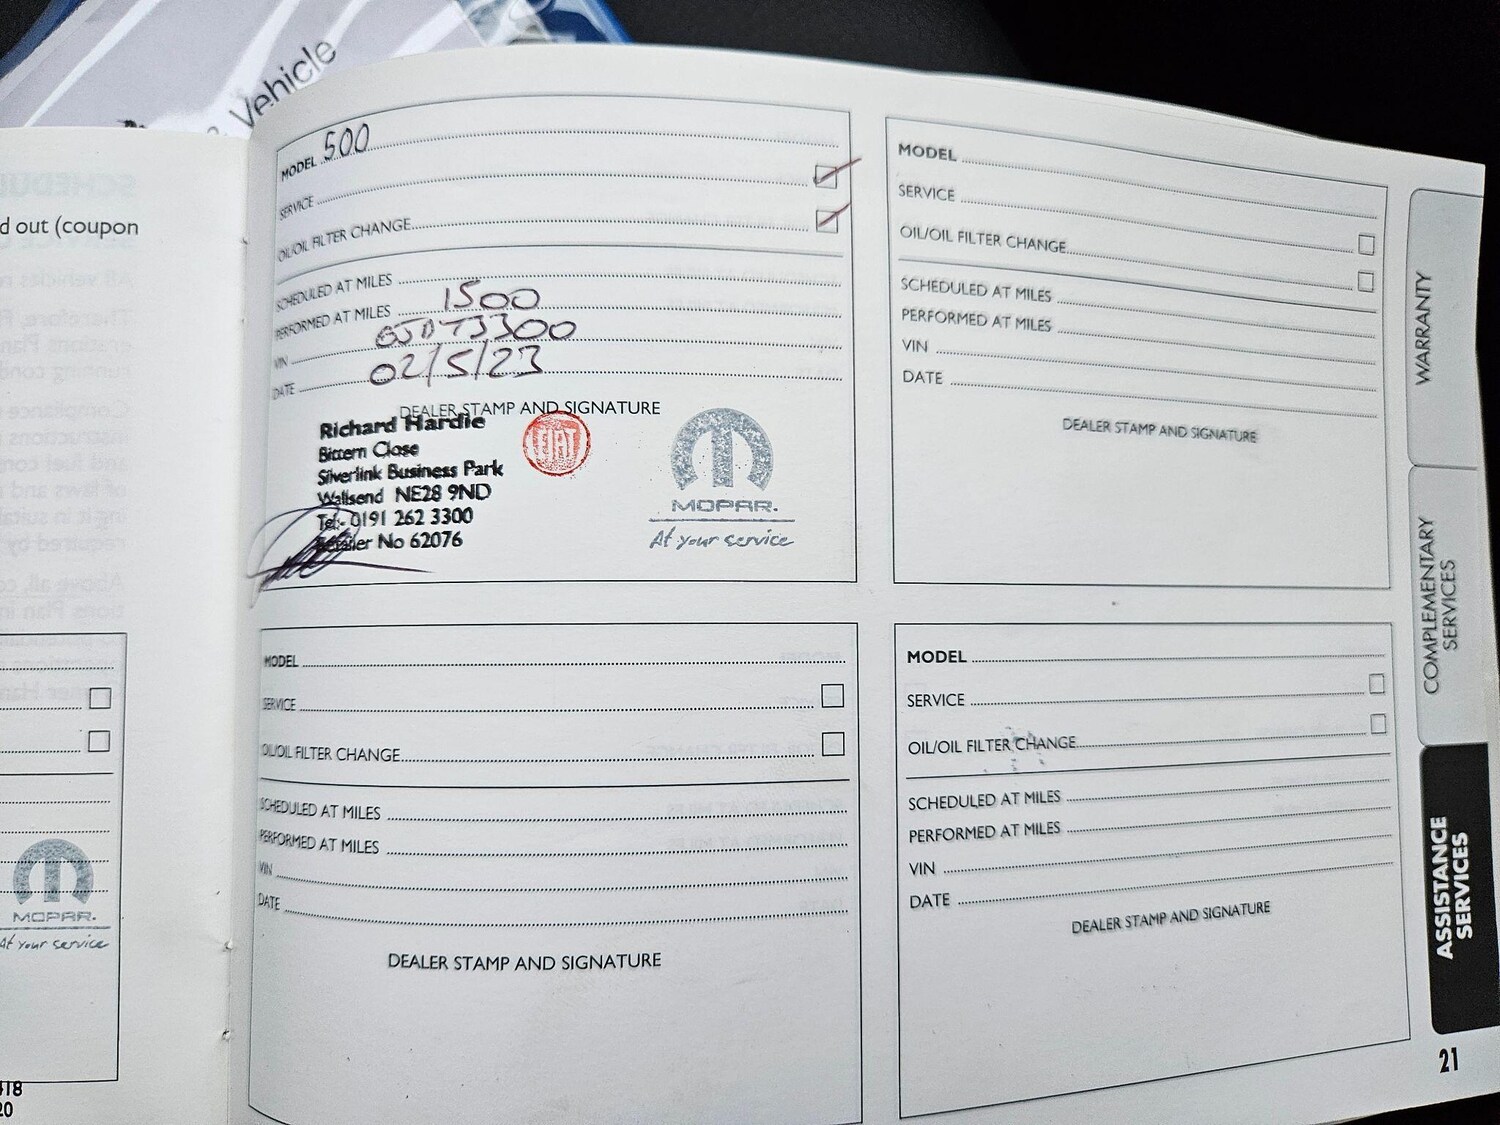 Vehicle
d out (coupon
MODEL 500
SERVICE
OIL/OIL FILTER CHANGE
SCHEDULED AT MILES
PERFORMED AT MILES 1500
VIN
DATE 02/5/23
DEALER STAMP AND SIGNATURE
Richard Hardie
Bittern Close
Silverlink Business Park
Wallsend NE28 9ND
Tel:- 0191 262 3300
Retailer No 62076
FIAT
MOPAR.
At your service
MODEL
SERVICE
OIL/OIL FILTER CHANGE
SCHEDULED AT MILES
PERFORMED AT MILES
VIN
DATE
DEALER STAMP AND SIGNATURE
MODEL
SERVICE
OIL/OIL FILTER CHANGE
SCHEDULED AT MILES
PERFORMED AT MILES
VIN
DATE
DEALER STAMP AND SIGNATURE
MODEL
SERVICE
OIL/OIL FILTER CHANGE
SCHEDULED AT MILES
PERFORMED AT MILES
VIN
DATE
DEALER STAMP AND SIGNATURE
MOPAR.
At your service
418
20
WARRANTY
COMPLEMENTARY
SERVICES
ASSISTANCE
SERVICES
21